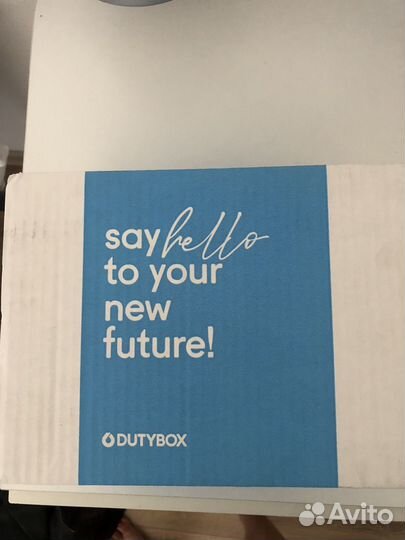 say hello
to your
new
future!
DUTYBOX
Avito